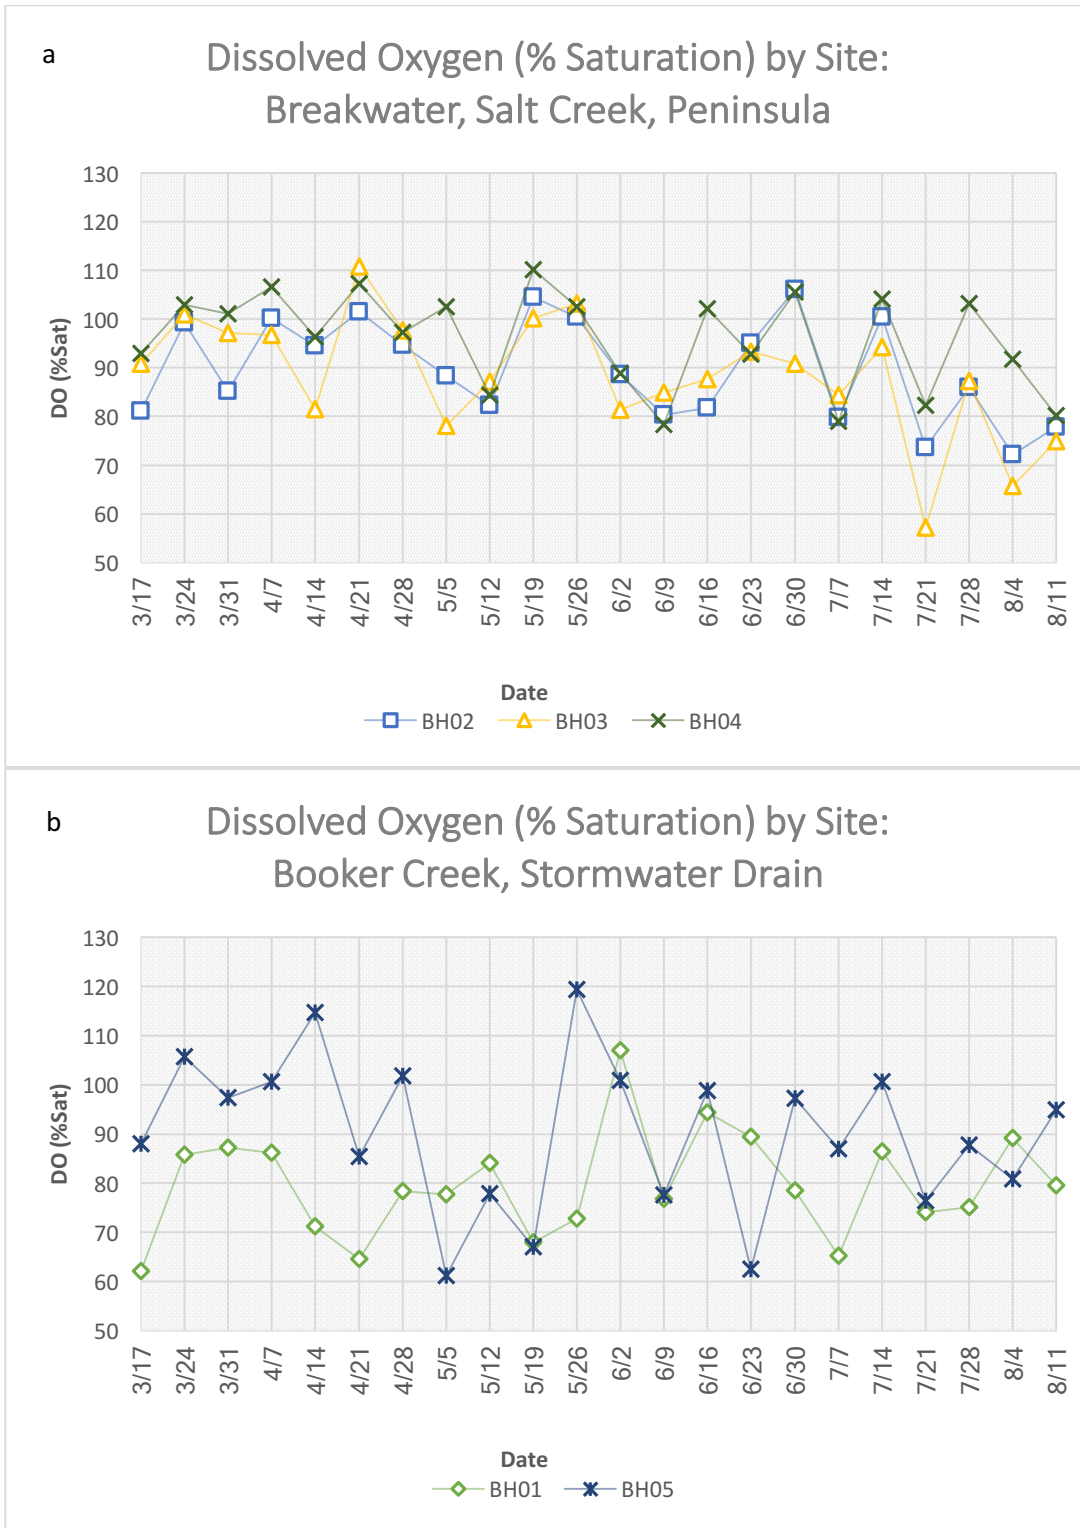 a
Dissolved Oxygen (% Saturation) by Site:
Breakwater, Salt Creek, Peninsula
130
120
110
100
90
80
70
60
50
DO (%Sat)
3/17 3/24 3/31 4/7 4/14 4/21 4/28 5/5 5/12 5/19 5/26 6/2 6/9 6/16 6/23 6/30 7/7 7/14 7/21 7/28 8/4 8/11
Date
BH02 BH03 BH04
b
Dissolved Oxygen (% Saturation) by Site:
Booker Creek, Stormwater Drain
130
120
110
100
90
80
70
60
50
DO (%Sat)
3/17 3/24 3/31 4/7 4/14 4/21 4/28 5/5 5/12 5/19 5/26 6/2 6/9 6/16 6/23 6/30 7/7 7/14 7/21 7/28 8/4 8/11
Date
BH01 BH05